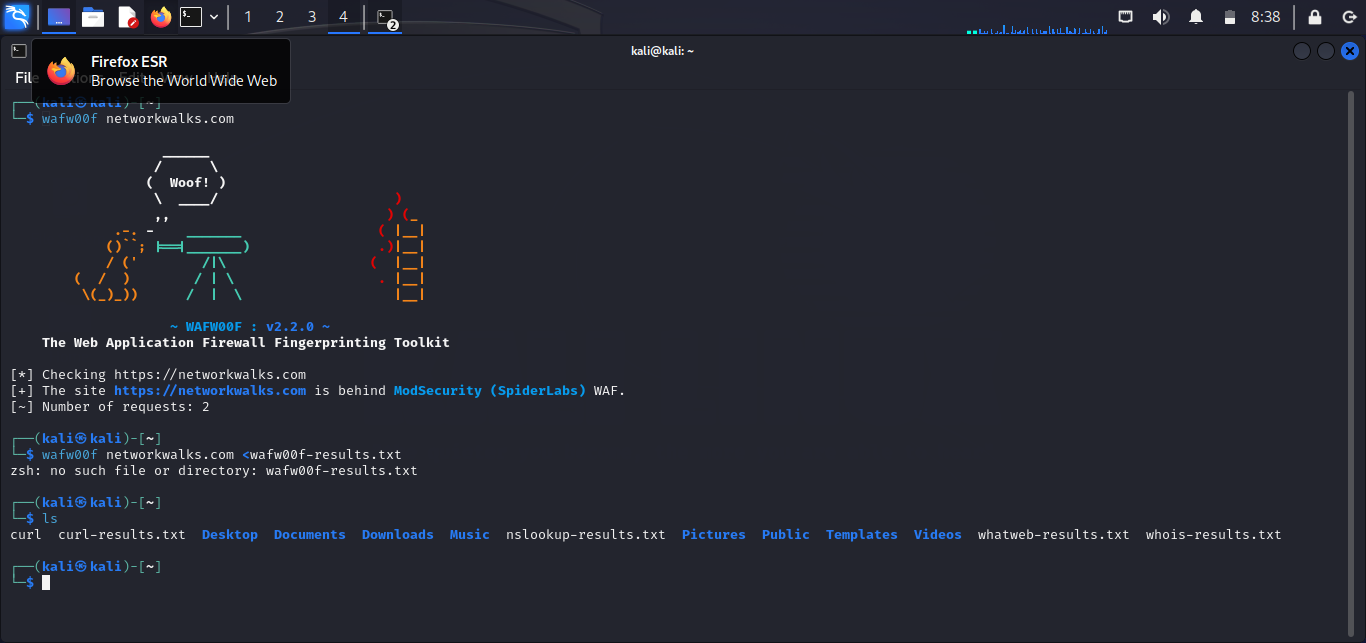 1 2 3 4 2 8:38
kali@kali: ~
Firefox ESR
File
Browse the World Wide Web
┌──(kali㉿kali)-[~]
└─$ wafw00f networkwalks.com
Woof!
~ WAFW00F : v2.2.0 ~
The Web Application Firewall Fingerprinting Toolkit
[*] Checking https://networkwalks.com
[+] The site https://networkwalks.com is behind ModSecurity (SpiderLabs) WAF.
[~] Number of requests: 2
┌──(kali㉿kali)-[~]
└─$ wafw00f networkwalks.com <wafw00f-results.txt
zsh: no such file or directory: wafw00f-results.txt
┌──(kali㉿kali)-[~]
└─$ ls
curl curl-results.txt Desktop Documents Downloads Music nslookup-results.txt Pictures Public Templates Videos whatweb-results.txt whois-results.txt
┌──(kali㉿kali)-[~]
└─$